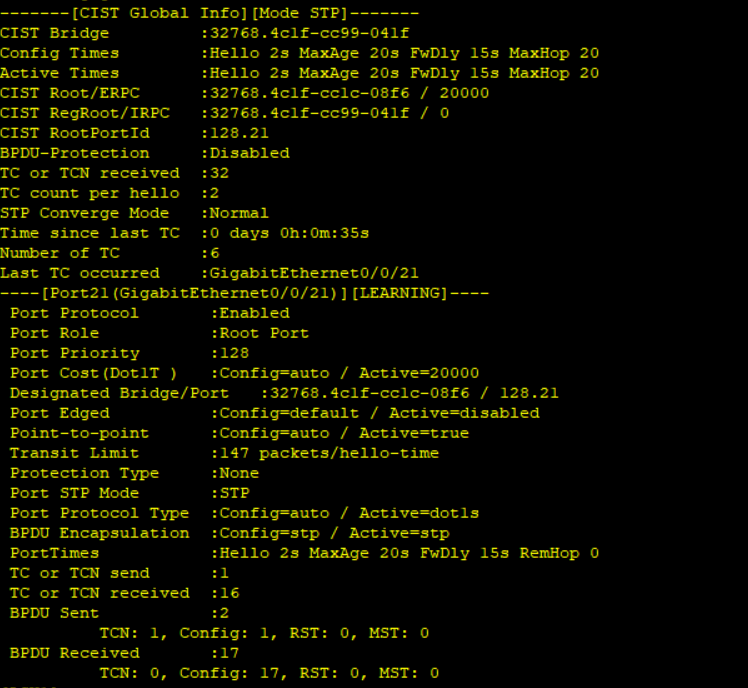 -------[CIST Global Info][Mode STP]-------
CIST Bridge         :32768.4c1f-cc99-041f
Config Times        :Hello 2s MaxAge 20s FwDly 15s MaxHop 20
Active Times        :Hello 2s MaxAge 20s FwDly 15s MaxHop 20
CIST Root/ERPC      :32768.4c1f-cc1c-08f6 / 20000
CIST RegRoot/IRPC   :32768.4c1f-cc99-041f / 0
CIST RootPortId     :128.21
BPDU-Protection     :Disabled
TC or TCN received  :32
TC count per hello  :2
STP Converge Mode   :Normal
Time since last TC  :0 days 0h:0m:35s
Number of TC        :6
Last TC occurred    :GigabitEthernet0/0/21
----[Port21(GigabitEthernet0/0/21)][LEARNING]----
 Port Protocol       :Enabled
 Port Role           :Root Port
 Port Priority       :128
 Port Cost(Dot1T )   :Config=auto / Active=20000
 Designated Bridge/Port   :32768.4c1f-cc1c-08f6 / 128.21
 Port Edged          :Config=default / Active=disabled
 Point-to-point      :Config=auto / Active=true
 Transit Limit       :147 packets/hello-time
 Protection Type     :None
 Port STP Mode       :STP
 Port Protocol Type  :Config=auto / Active=dot1s
 BPDU Encapsulation  :Config=stp / Active=stp
 PortTimes           :Hello 2s MaxAge 20s FwDly 15s RemHop 0
 TC or TCN send      :1
 TC or TCN received  :16
 BPDU Sent           :2
          TCN: 1, Config: 1, RST: 0, MST: 0
 BPDU Received       :17
          TCN: 0, Config: 17, RST: 0, MST: 0